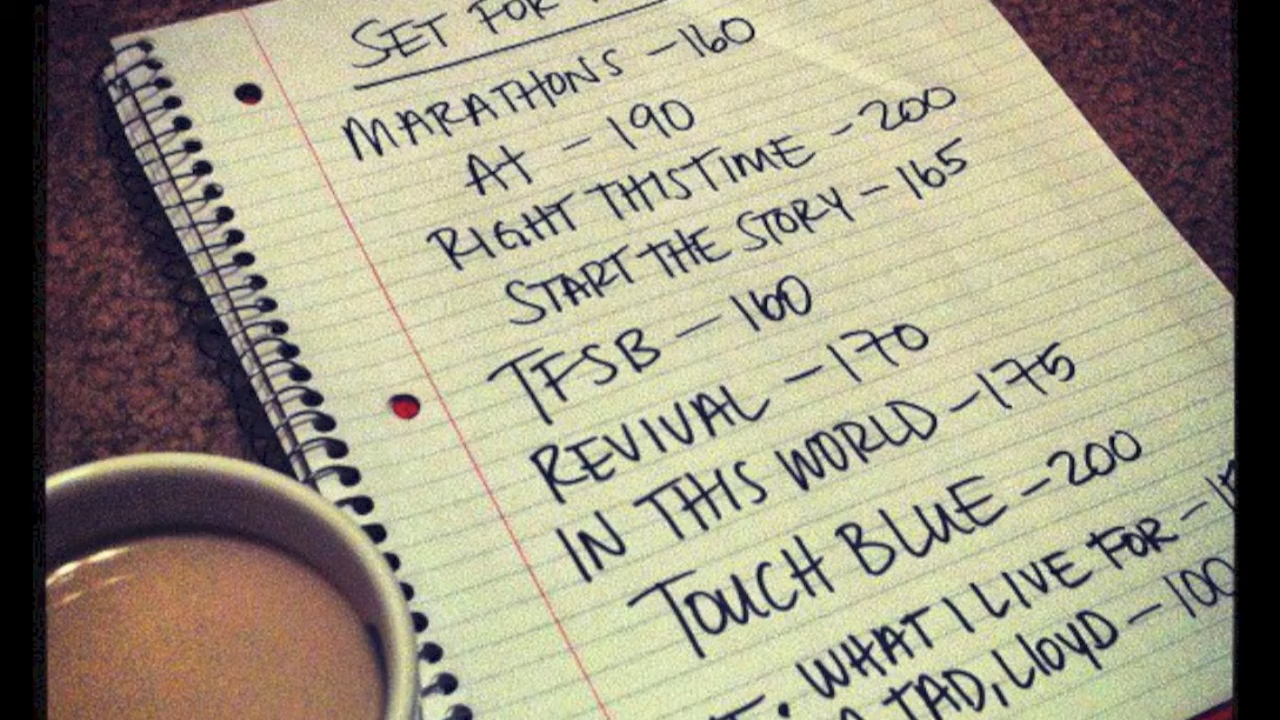 SET FOR
MARATHONS - 160
At - 190
RIGHT THIS TIME - 200
START THE STORY - 165
TFSB - 160
REVIVAL - 170
IN THIS WORLD - 175
TOUCH BLUE - 200
WHAT I LIVE FOR -
TAD, LloYD - 100